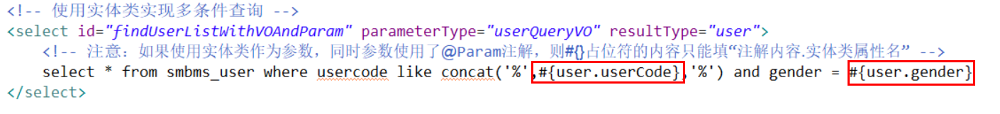 <!-- 使用实体类实现多条件查询 -->
<select id="findUserListWithVOAndParam" parameterType="userQueryVO" resultType="user">
<!-- 注意：如果使用实体类作为参数，同时参数使用了@Param注解，则#{}占位符的内容只能填“注解内容.实体类属性名” -->
select * from smbms_user where usercode like concat('%',#{user.userCode},'%') and gender = #{user.gender}
</select>